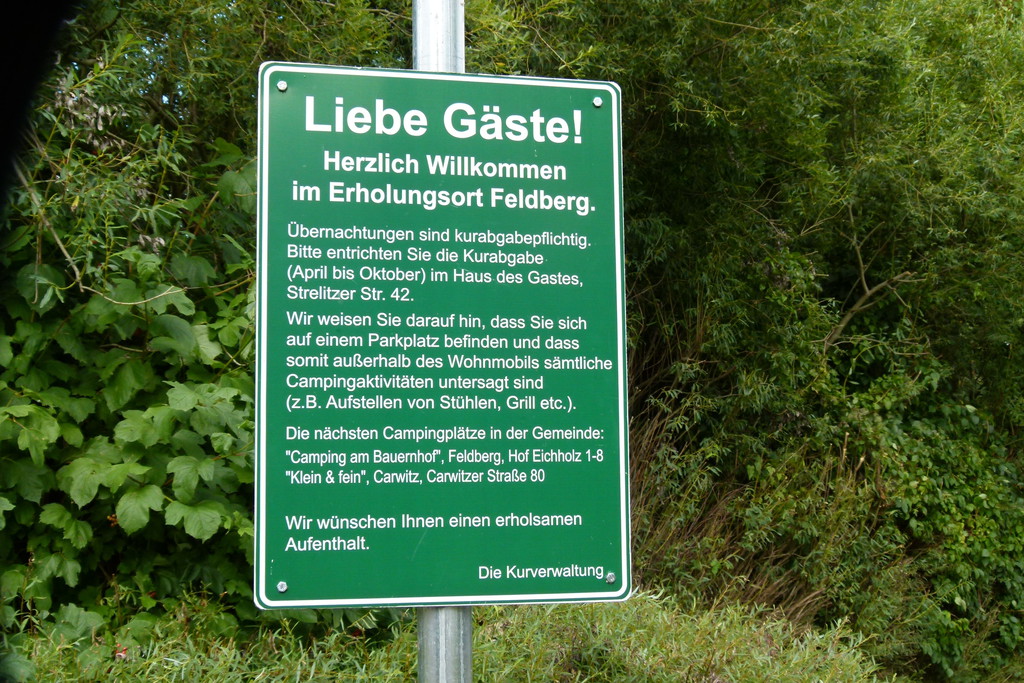 Liebe Gäste!
Herzlich Willkommen
im Erholungsort Feldberg.
Übernachtungen sind kurabgabepflichtig.
Bitte entrichten Sie die Kurabgabe
(April bis Oktober) im Haus des Gastes,
Strelitzer Str. 42.
Wir weisen Sie darauf hin, dass Sie sich
auf einem Parkplatz befinden und dass
somit außerhalb des Wohnmobils sämtliche
Campingaktivitäten untersagt sind
(z.B. Aufstellen von Stühlen, Grill etc.).
Die nächsten Campingplätze in der Gemeinde:
"Camping am Bauernhof", Feldberg, Hof Eichholz 1-8
"Klein & fein", Carwitz, Carwitzer Straße 80
Wir wünschen Ihnen einen erholsamen
Aufenthalt.
Die Kurverwaltung